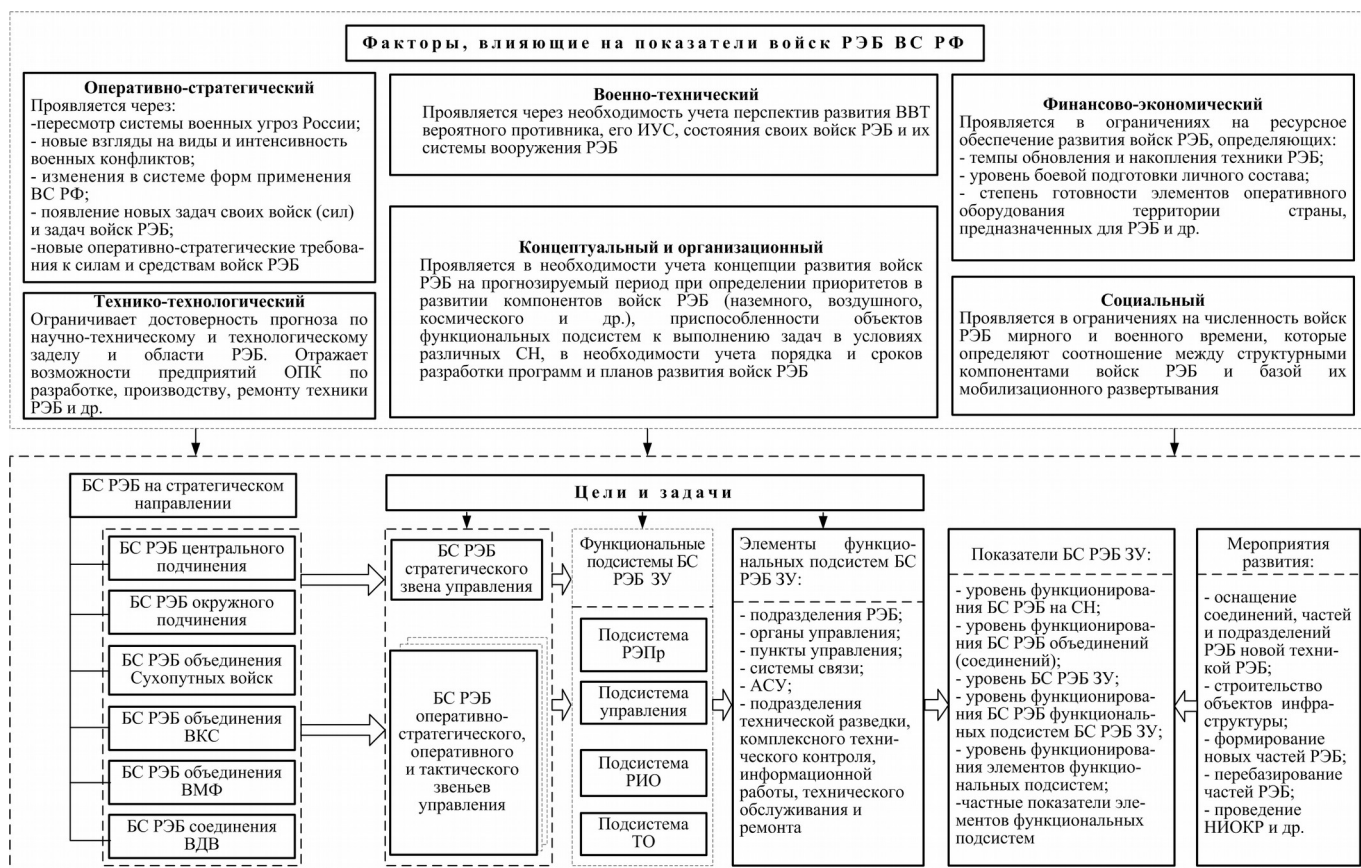 Факторы, влияющие на показатели войск РЭБ ВС РФ
Оперативно-стратегический
Проявляется через:
-пересмотр системы военных угроз России;
- новые взгляды на виды и интенсивность
военных конфликтов;
- изменения в системе форм применения
ВС РФ;
- появление новых задач своих войск (сил)
и задач войск РЭБ;
-новые оперативно-стратегические требова-
ния к силам и средствам войск РЭБ
Технико-технологический
Ограничивает достоверность прогноза по
научно-техническому и технологическому
заделу и области РЭБ. Отражает
возможности предприятий ОПК по
разработке, производству, ремонту техники
РЭБ и др.
Военно-технический
Проявляется через необходимость учета перспектив развития ВВТ
вероятного противника, его ИУС, состояния своих войск РЭБ и их
системы вооружения РЭБ
Концептуальный и организационный
Проявляется в необходимости учета концепции развития войск
РЭБ на прогнозируемый период при определении приоритетов в
развитии компонентов войск РЭБ (наземного, воздушного,
космического и др.), приспособленности объектов
функциональных подсистем к выполнению задач в условиях
различных СН, в необходимости учета порядка и сроков
разработки программ и планов развития войск РЭБ
Финансово-экономический
Проявляется в ограничениях на ресурсное
обеспечение развития войск РЭБ, определяющих:
- темпы обновления и накопления техники РЭБ;
- уровень боевой подготовки личного состава;
- степень готовности элементов оперативного
оборудования территории страны,
предназначенных для РЭБ и др.
Социальный
Проявляется в ограничениях на численность войск
РЭБ мирного и военного времени, которые
определяют соотношение между структурными
компонентами войск РЭБ и базой их
мобилизационного развертывания
БС РЭБ на стратегическом
направлении
БС РЭБ центрального
подчинения
БС РЭБ окружного
подчинения
БС РЭБ объединения
Сухопутных войск
БС РЭБ объединения
ВКС
БС РЭБ объединения
ВМФ
БС РЭБ соединения
ВДВ
Цели и задачи
БС РЭБ
стратегического
звена управления
БС РЭБ
оперативно-
стратегического,
оперативного
и тактического
звеньев
управления
Функциональные
подсистемы БС
РЭБ ЗУ
Подсистема
РЭПр
Подсистема
управления
Подсистема
РИО
Подсистема
ТО
Элементы функцио-
нальных подсистем БС
РЭБ ЗУ:
- подразделения РЭБ;
- органы управления;
- пункты управления;
- системы связи;
- АСУ;
- подразделения
технической разведки,
комплексного техни-
ческого контроля,
информационной
работы, технического
обслуживания и
ремонта
Показатели БС РЭБ ЗУ:
- уровень функционирова-
ния БС РЭБ на СН;
- уровень функционирова-
ния БС РЭБ объединений
(соединений);
- уровень БС РЭБ ЗУ;
- уровень функционирова-
ния БС РЭБ функциональ-
ных подсистем БС РЭБ ЗУ;
- уровень функционирова-
ния элементов функцио-
нальных подсистем;
-частные показатели эле-
ментов функциональных
подсистем
Мероприятия
развития:
- оснащение
соединений, частей
и подразделений
РЭБ новой техни-
кой РЭБ;
- строительство
объектов инфра-
структуры;
- формирование
новых частей РЭБ;
- перебазирование
частей РЭБ;
- проведение
НИОКР и др.